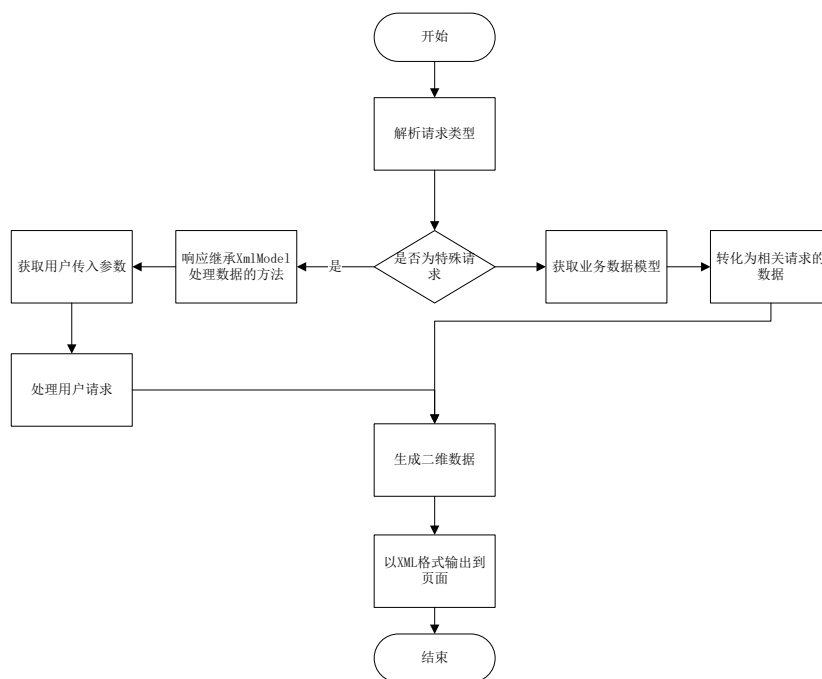 开始
解析请求类型
是否为特殊请
求
是
响应继承XmlModel
处理数据的方法
获取用户传入参数
处理用户请求
获取业务数据模型
转化为相关请求的
数据
生成二维数据
以XML格式输出到
页面
结束